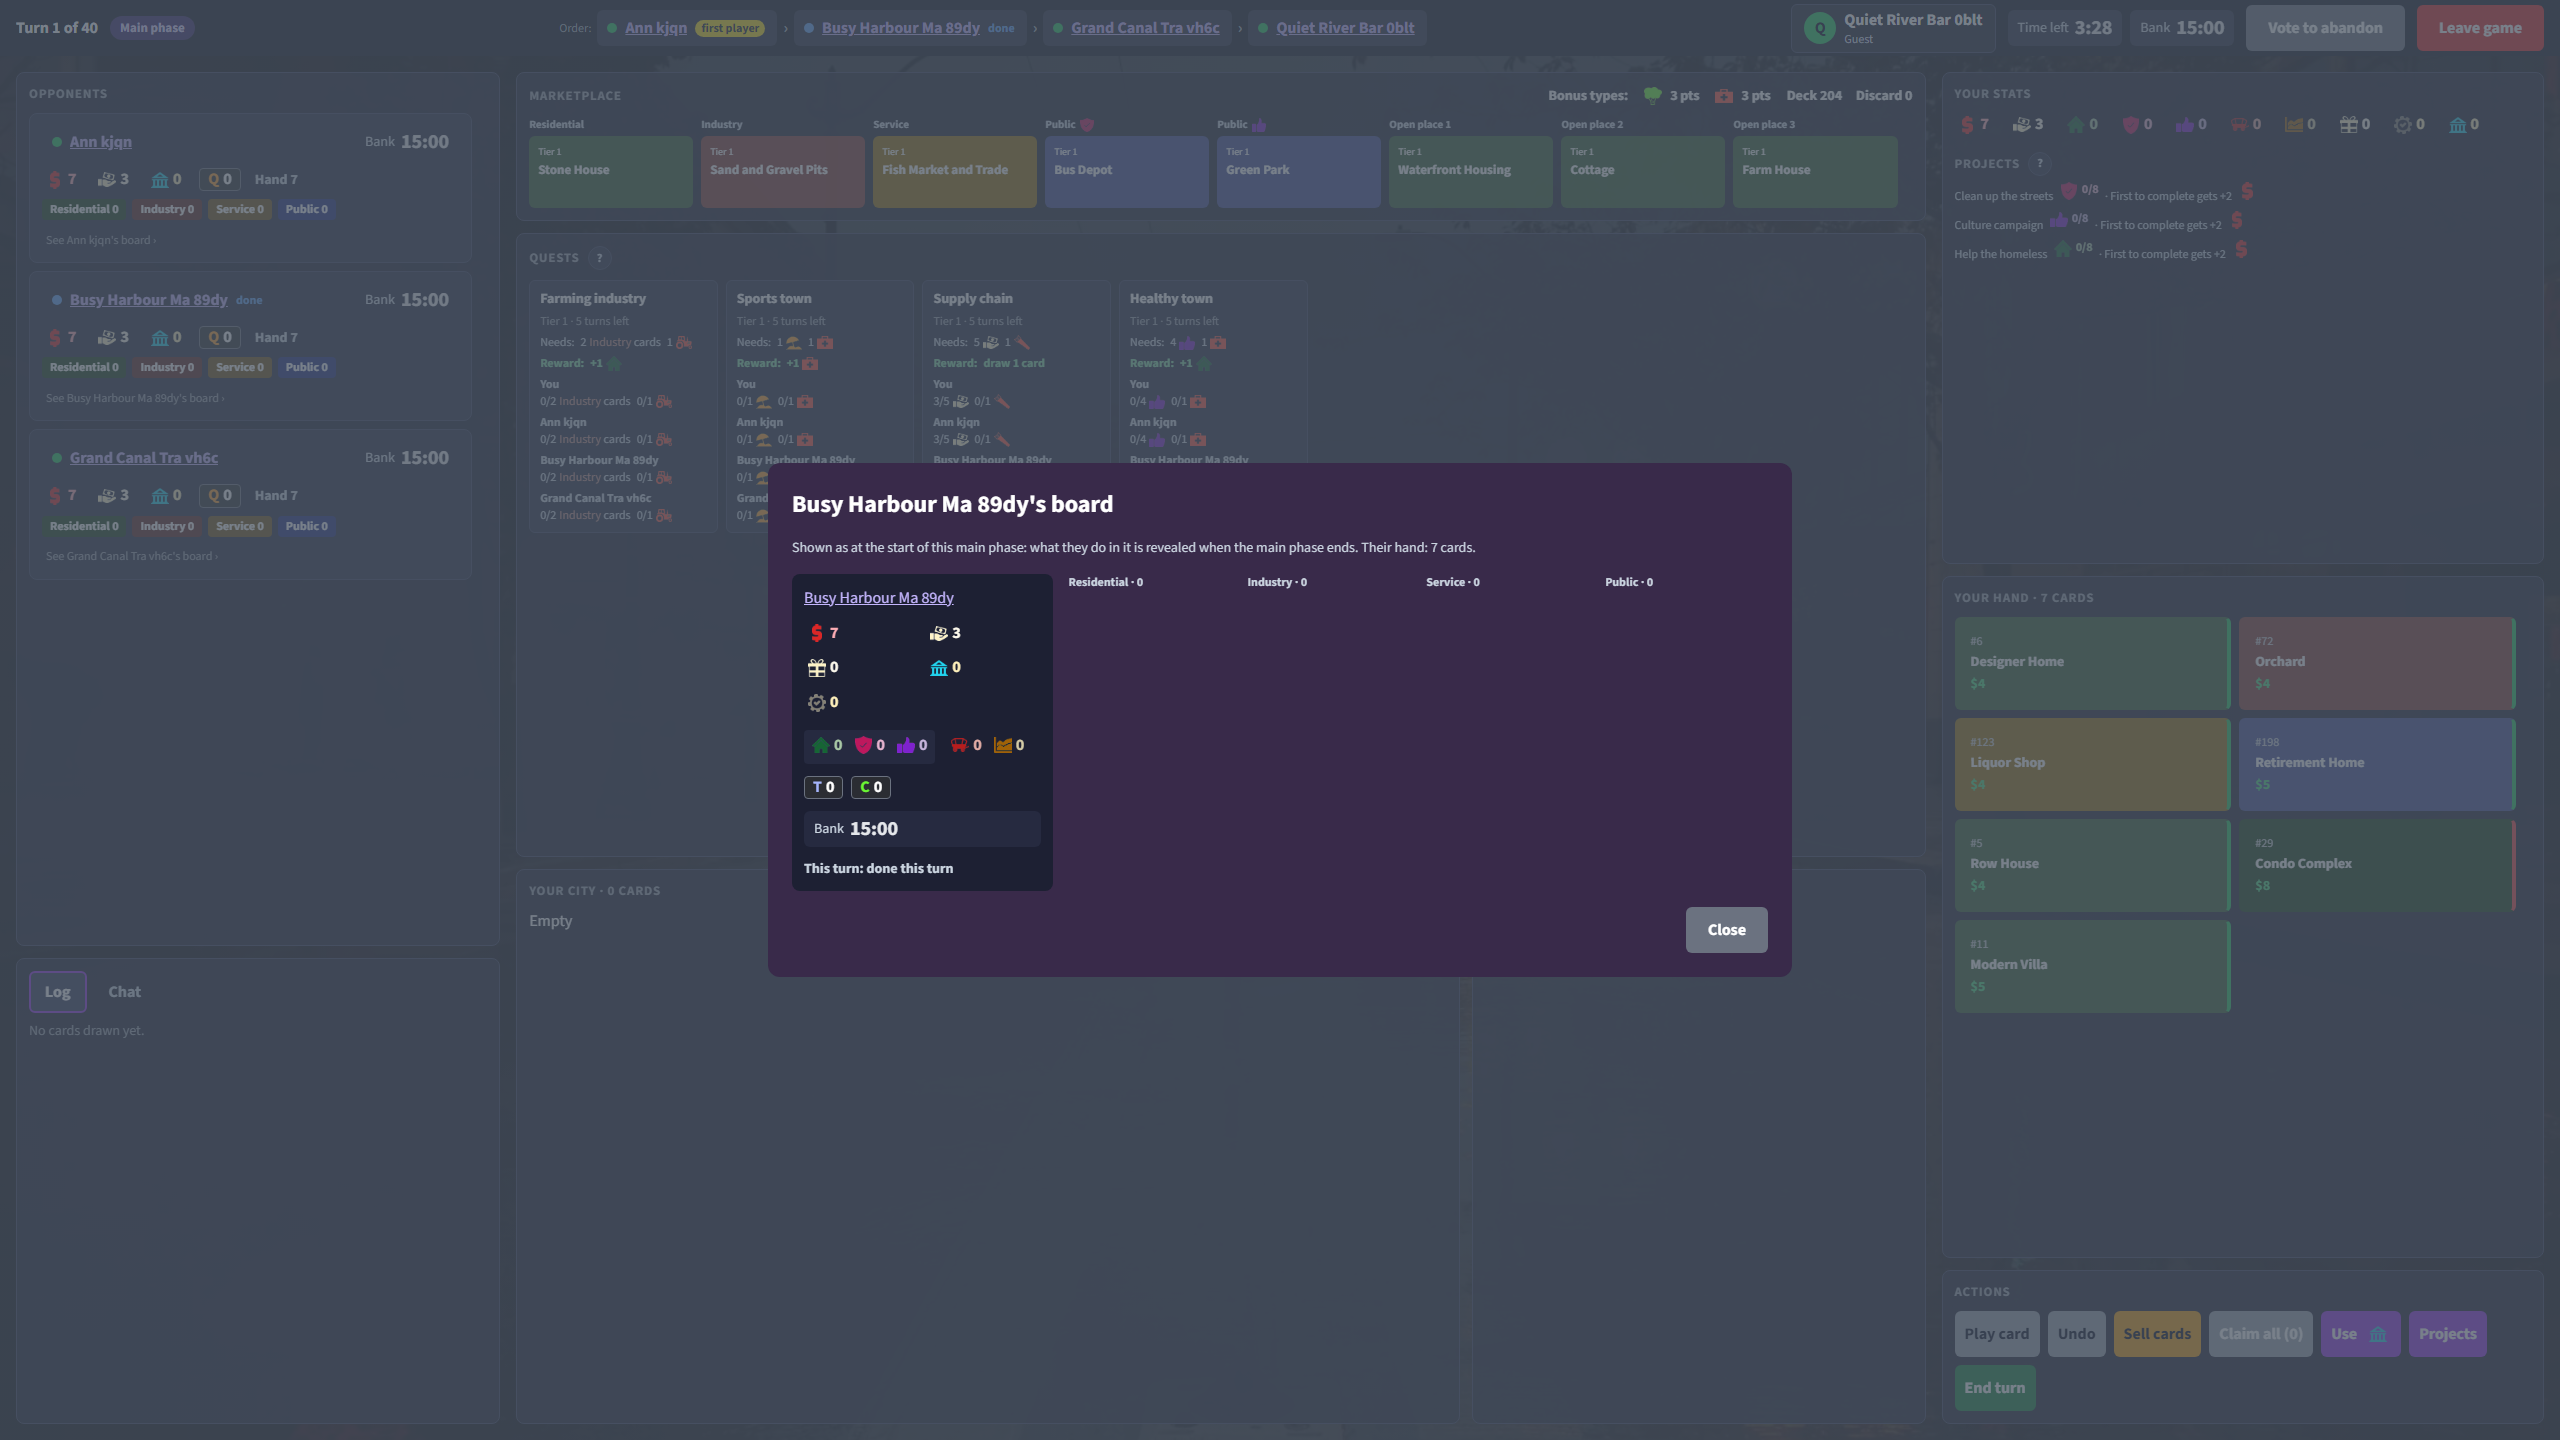 Turn 1 of 40 Main phase
Order: Ann kjqn first player › Busy Harbour Ma 89dy done › Grand Canal Tra vh6c › Quiet River Bar 0blt
Q Quiet River Bar 0blt
Guest
Time left 3:28 Bank 15:00 Vote to abandon Leave game
OPPONENTS
Ann kjqn Bank 15:00
7 3 0 Q 0 Hand 7
Residential 0 Industry 0 Service 0 Public 0
See Ann kjqn's board ›
Busy Harbour Ma 89dy done Bank 15:00
7 3 0 Q 0 Hand 7
Residential 0 Industry 0 Service 0 Public 0
See Busy Harbour Ma 89dy's board ›
Grand Canal Tra vh6c Bank 15:00
7 3 0 Q 0 Hand 7
Residential 0 Industry 0 Service 0 Public 0
See Grand Canal Tra vh6c's board ›
Log Chat
No cards drawn yet.
MARKETPLACE
Bonus types: 3 pts 3 pts Deck 204 Discard 0
Residential Industry Service Public Public Open place 1 Open place 2 Open place 3
Tier 1 Tier 1 Tier 1 Tier 1 Tier 1 Tier 1 Tier 1 Tier 1
Stone House Sand and Gravel Pits Fish Market and Trade Bus Depot Green Park Waterfront Housing Cottage Farm House
QUESTS ?
Farming industry
Tier 1 · 5 turns left
Needs: 2 Industry cards 1
Reward: +1
You
0/2 Industry cards 0/1
Ann kjqn
0/2 Industry cards 0/1
Busy Harbour Ma 89dy
0/2 Industry cards 0/1
Grand Canal Tra vh6c
0/2 Industry cards 0/1
Sports town
Tier 1 · 5 turns left
Needs: 1 1
Reward: +1
You
0/1 0/1
Ann kjqn
0/1 0/1
Busy Harbour Ma 89dy
0/1
Grand
0/1
Supply chain
Tier 1 · 5 turns left
Needs: 5 1
Reward: draw 1 card
You
3/5 0/1
Ann kjqn
3/5 0/1
Busy Harbour Ma 89dy
Healthy town
Tier 1 · 5 turns left
Needs: 4 1
Reward: +1
You
0/4 0/1
Ann kjqn
0/4 0/1
Busy Harbour Ma 89dy
Busy Harbour Ma 89dy's board
Shown as at the start of this main phase: what they do in it is revealed when the main phase ends. Their hand: 7 cards.
Busy Harbour Ma 89dy
7 3
0 0
0
0 0 0 0 0
T 0 C 0
Bank 15:00
This turn: done this turn
Residential · 0 Industry · 0 Service · 0 Public · 0
Close
YOUR CITY · 0 CARDS
Empty
YOUR STATS
7 3 0 0 0 0 0 0 0 0
PROJECTS ?
Clean up the streets 0/8 · First to complete gets +2
Culture campaign 0/8 · First to complete gets +2
Help the homeless 0/8 · First to complete gets +2
YOUR HAND · 7 CARDS
#6
Designer Home
$4
#72
Orchard
$4
#123
Liquor Shop
$4
#198
Retirement Home
$5
#5
Row House
$4
#29
Condo Complex
$8
#11
Modern Villa
$5
ACTIONS
Play card Undo Sell cards Claim all (0) Use Projects
End turn